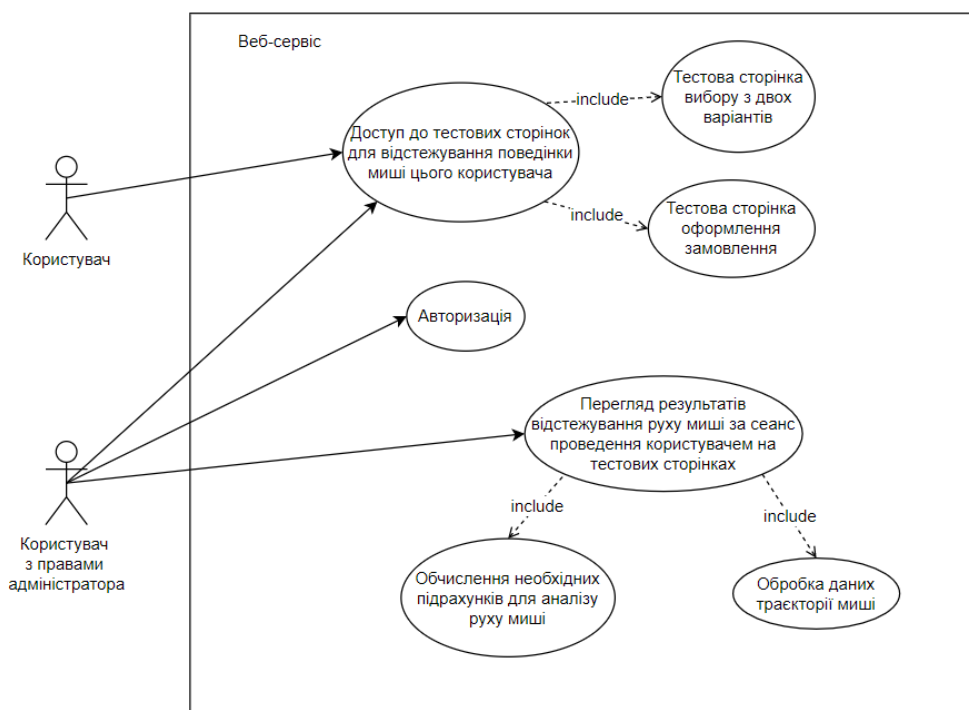 Веб-сервіс
Тестова сторінка
вибору з двох
варіантів
include
Доступ до тестових сторінок
для відстежування поведінки
миші цього користувача
include
Тестова сторінка
оформлення
замовлення
Користувач
Авторизація
Перегляд результатів
відстежування руху миші за сеанс
проведення користувачем на
тестових сторінках
include
include
Користувач
з правами
адміністратора
Обчислення необхідних
підрахунків для аналізу
руху миші
Обробка даних
траєкторії миші